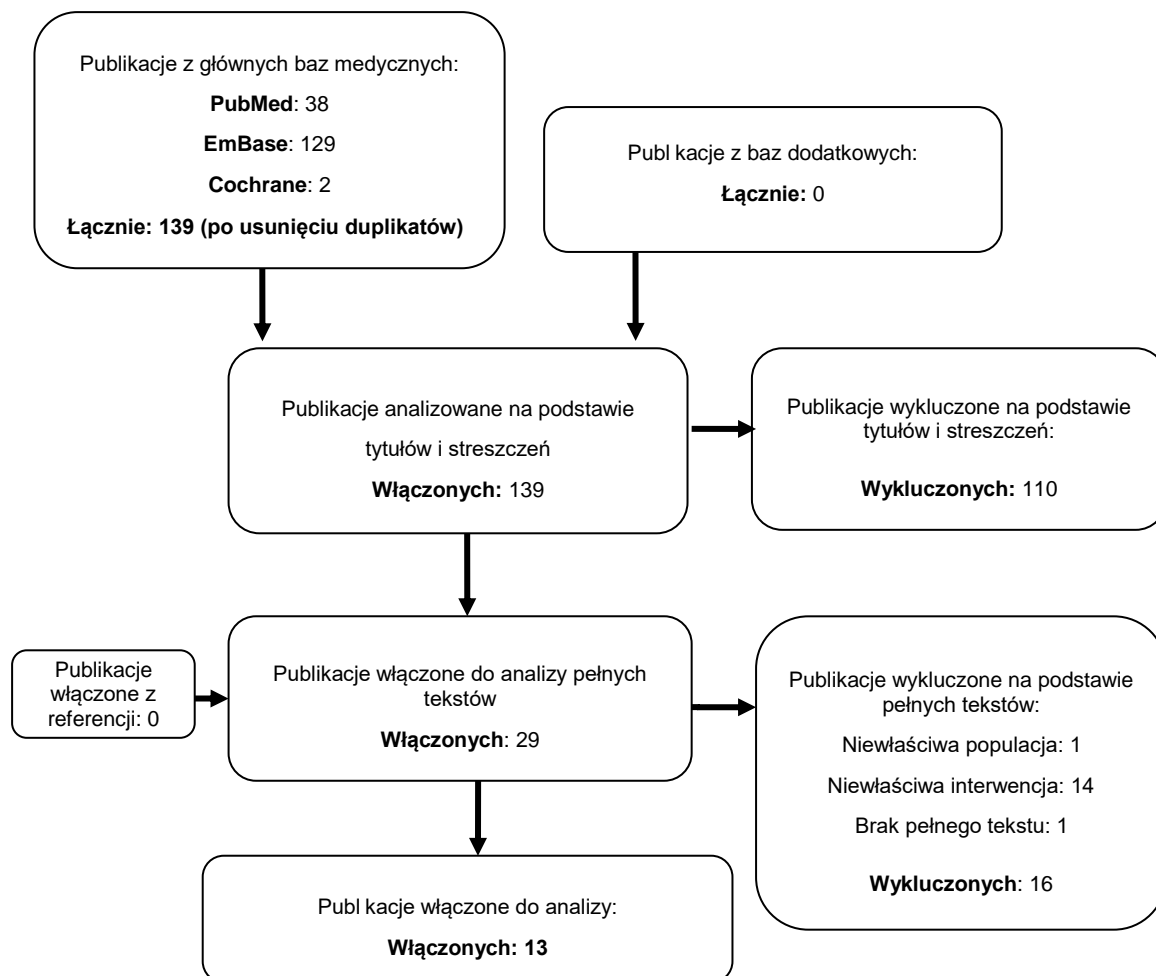 Publikacje z głównych baz medycznych:
PubMed: 38
EmBase: 129
Cochrane: 2
Łącznie: 139 (po usunięciu duplikatów)
Publ kacje z baz dodatkowych:
Łącznie: 0
Publikacje analizowane na podstawie
tytułów i streszczeń
Włączonych: 139
Publikacje wykluczone na podstawie
tytułów i streszczeń:
Wykluczonych: 110
Publikacje
włączone z
referencji: 0
Publikacje włączone do analizy pełnych
tekstów
Włączonych: 29
Publikacje wykluczone na podstawie
pełnych tekstów:
Niewłaściwa populacja: 1
Niewłaściwa interwencja: 14
Brak pełnego tekstu: 1
Wykluczonych: 16
Publ kacje włączone do analizy:
Włączonych: 13